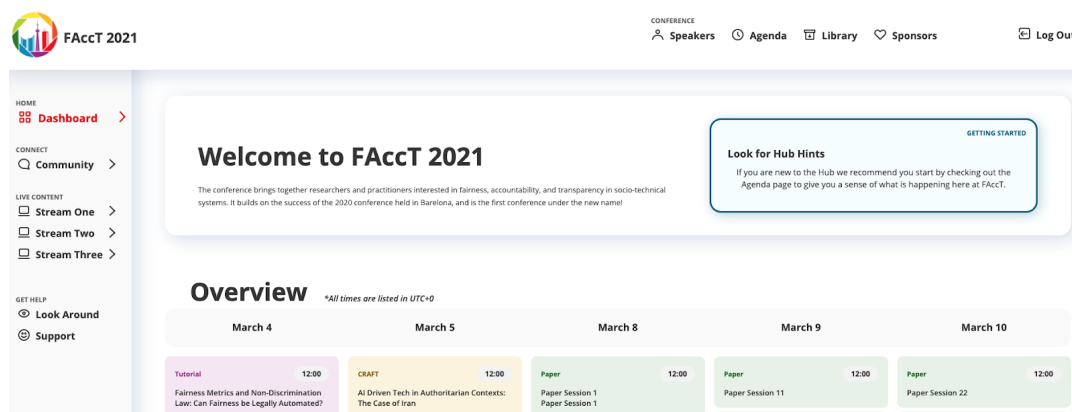 FAccT 2021
CONFERENCE
Speakers
Agenda
Library
Sponsors
Log Out
HOME
Dashboard
CONNECT
Community
LIVE CONTENT
Stream One
Stream Two
Stream Three
GET HELP
Look Around
Support
Welcome to FAccT 2021
The conference brings together researchers and practitioners interested in fairness, accountability, and transparency in socio-technical
systems. It builds on the success of the 2020 conference held in Barelona, and is the first conference under the new name!
GETTING STARTED
Look for Hub Hints
If you are new to the Hub we recommend you start by checking out the
Agenda page to give you a sense of what is happening here at FAccT.
Overview
*All times are listed in UTC+0
March 4
March 5
March 8
March 9
March 10
Tutorial
12:00
Fairness Metrics and Non-Discrimination
Law: Can Fairness be Legally Automated?
CRAFT
12:00
AI Driven Tech in Authoritarian Contexts:
The Case of Iran
Paper
12:00
Paper Session 1
Paper Session 1
Paper
12:00
Paper Session 11
Paper
12:00
Paper Session 22